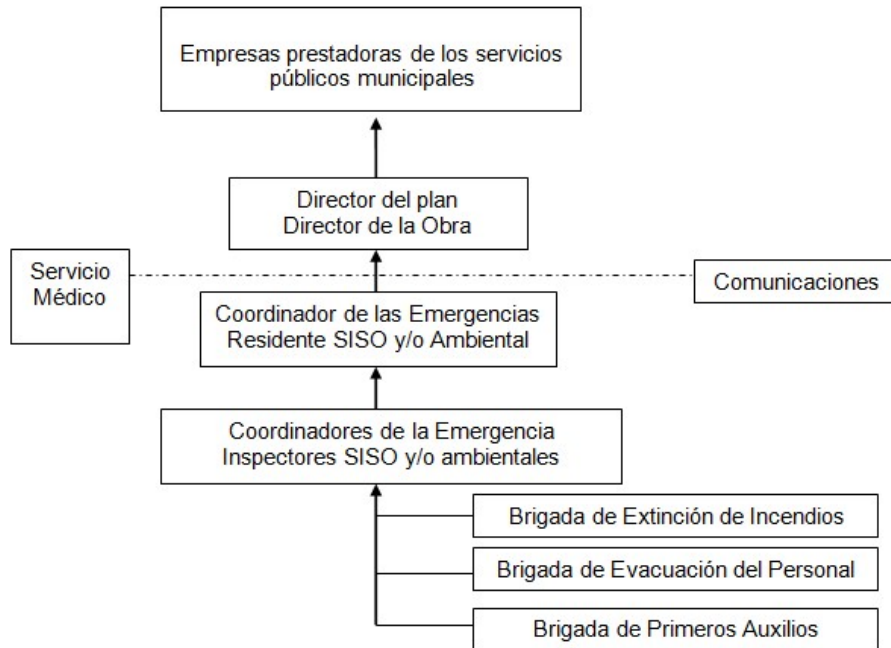 Empresas prestadoras de los servicios
públicos municipales
Director del plan
Director de la Obra
Servicio
Médico
Comunicaciones
Coordinador de las Emergencias
Residente SISO y/o Ambiental
Coordinadores de la Emergencia
Inspectores SISO y/o ambientales
Brigada de Extinción de Incendios
Brigada de Evacuación del Personal
Brigada de Primeros Auxilios